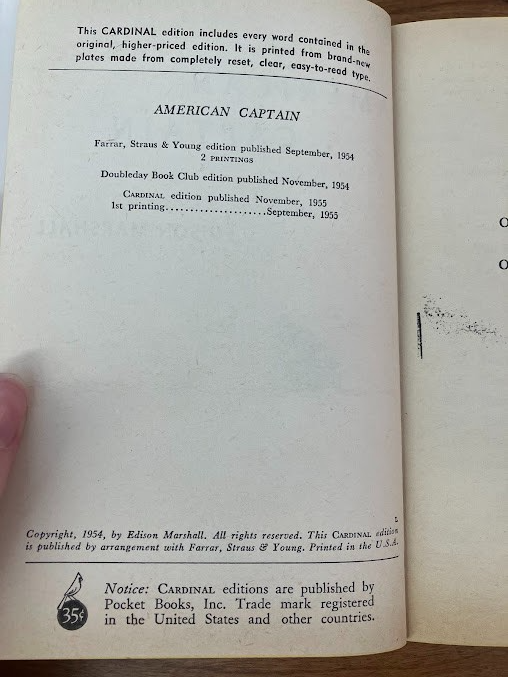 This CARDINAL edition includes every word contained in the
original, higher-priced edition. It is printed from brand-new
plates made from completely reset, clear, easy-to-read type.
AMERICAN CAPTAIN
Farrar, Straus & Young edition published September, 1954
2 PRINTINGS
Doubleday Book Club edition published November, 1954
CARDINAL edition published November, 1955
1st printing....................September, 1955
L
Copyright, 1954, by Edison Marshall. All rights reserved. This CARDINAL edition
is published by arrangement with Farrar, Straus & Young. Printed in the U.S.A.
35¢
Notice: CARDINAL editions are published by
Pocket Books, Inc. Trade mark registered
in the United States and other countries.
O
O